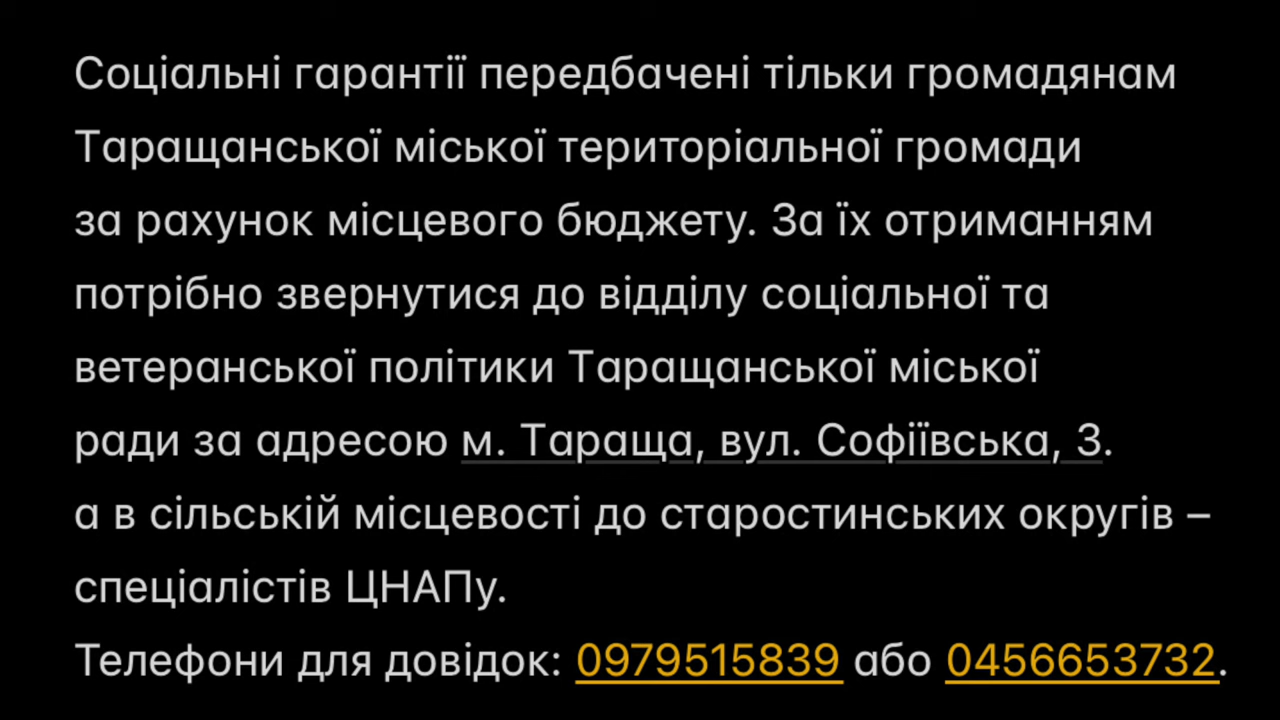 Соціальні гарантії передбачені тільки громадянам
Таращанської міської територіальної громади
за рахунок місцевого бюджету. За їх отриманням
потрібно звернутися до відділу соціальної та
ветеранської політики Таращанської міської
ради за адресою м. Тараща, вул. Софіївська, 3.
а в сільській місцевості до старостинських округів –
спеціалістів ЦНАПу.
Телефони для довідок: 0979515839 або 0456653732.